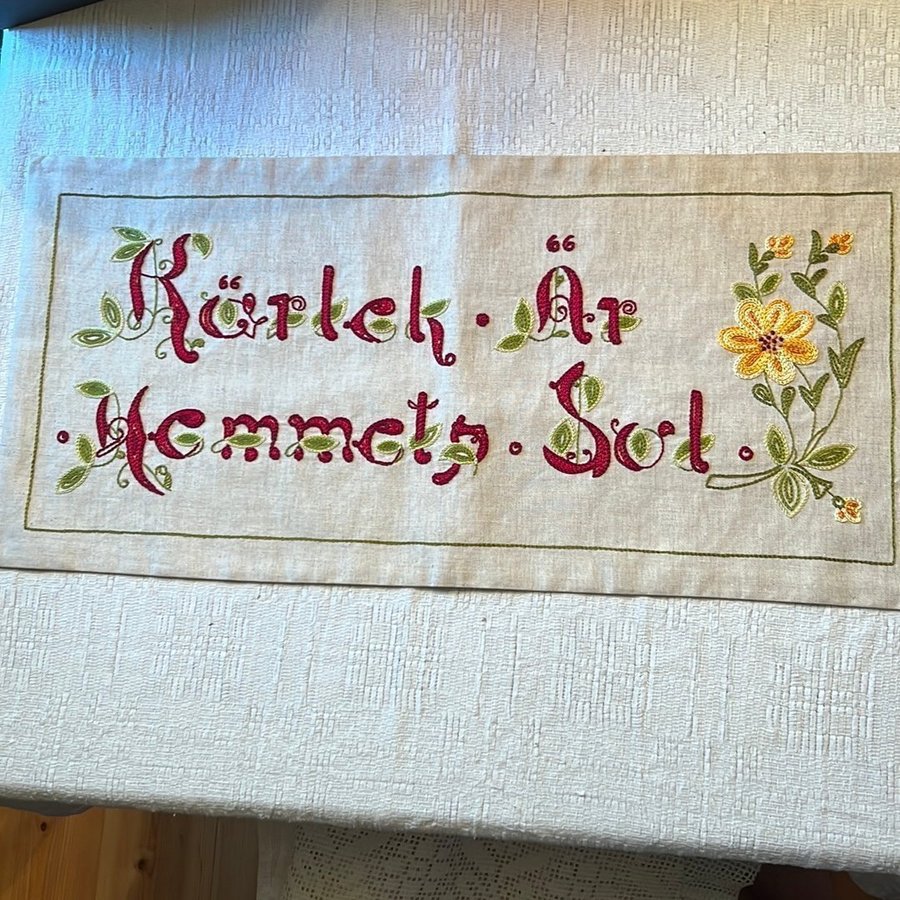 Kärlek · Är
· Hemmets · Sol ·